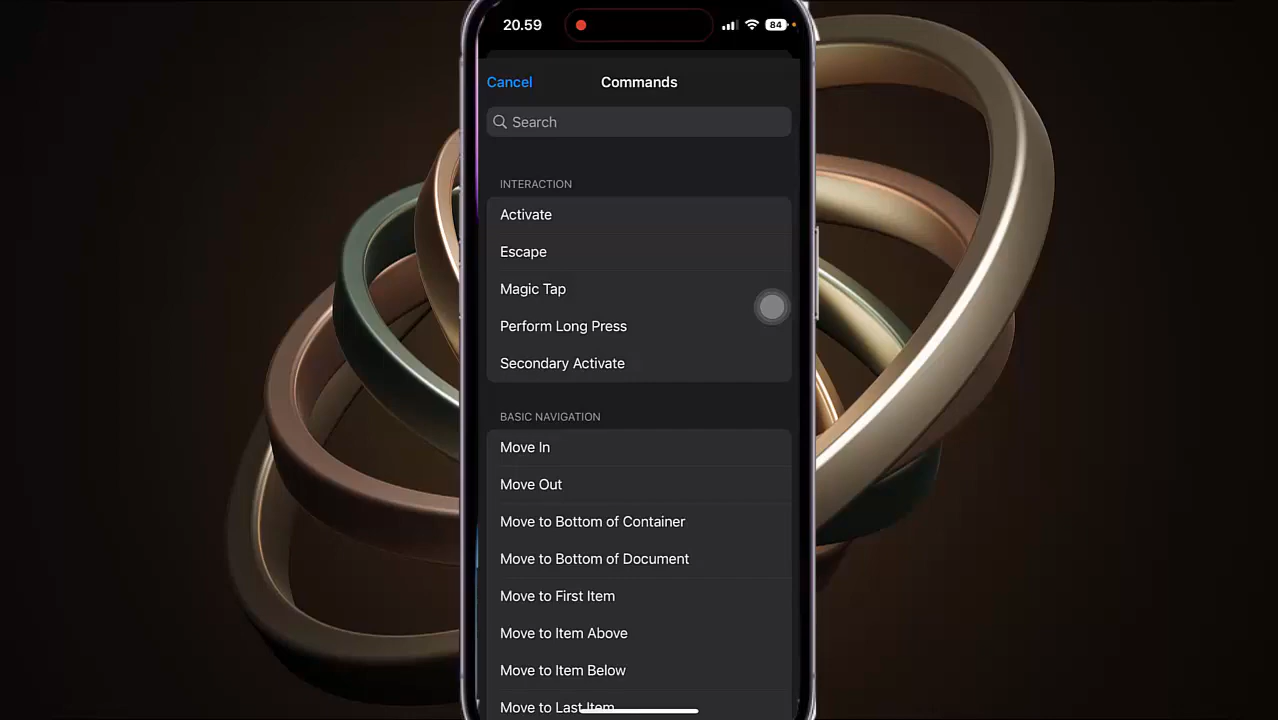 20.59
84
Cancel
Commands
Search
INTERACTION
Activate
Escape
Magic Tap
Perform Long Press
Secondary Activate
BASIC NAVIGATION
Move In
Move Out
Move to Bottom of Container
Move to Bottom of Document
Move to First Item
Move to Item Above
Move to Item Below
Move to Last Item